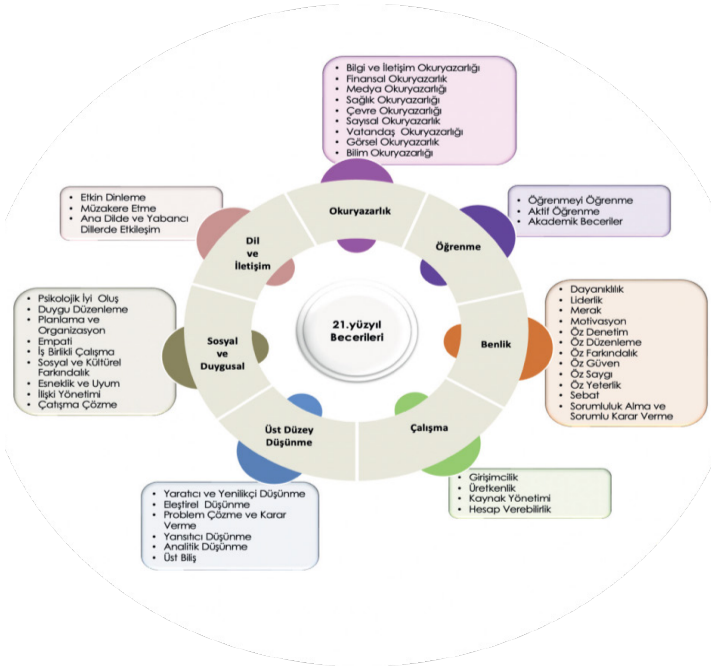 • Bilgi ve İletişim Okuryazarlığı
• Finansal Okuryazarlık
• Medya Okuryazarlığı
• Sağlık Okuryazarlığı
• Çevre Okuryazarlığı
• Sayısal Okuryazarlık
• Vatandaş Okuryazarlığı
• Görsel Okuryazarlık
• Bilim Okuryazarlığı
• Etkin Dinleme
• Müzakere Etme
• Ana Dilde ve Yabancı
Dillerde Etkileşim
• Öğrenmeyi Öğrenme
• Aktif Öğrenme
• Akademik Beceriler
Okuryazarlık
Dil
ve
İletişim
Öğrenme
• Psikolojik İyi Oluş
• Duygu Düzenleme
• Planlama ve
Organizasyon
• Empati
• İş Birlikli Çalışma
• Sosyal ve Kültürel
Farkındalık
• Esneklik ve Uyum
• İlişki Yönetimi
• Çatışma Çözme
Sosyal
ve
Duygusal
21.yüzyıl
Becerileri
Benlik
• Dayanıklılık
• Liderlik
• Merak
• Motivasyon
• Öz Denetim
• Öz Düzenleme
• Öz Farkındalık
• Öz Güven
• Öz Saygı
• Öz Yeterlik
• Sebat
• Sorumluluk Alma ve
Sorumlu Karar Verme
Üst Düzey
Düşünme
Çalışma
• Yaratıcı ve Yenilikçi Düşünme
• Eleştirel Düşünme
• Problem Çözme ve Karar
Verme
• Yansıtıcı Düşünme
• Analitik Düşünme
• Üst Biliş
• Girişimcilik
• Üretkenlik
• Kaynak Yönetimi
• Hesap Verebilirlik